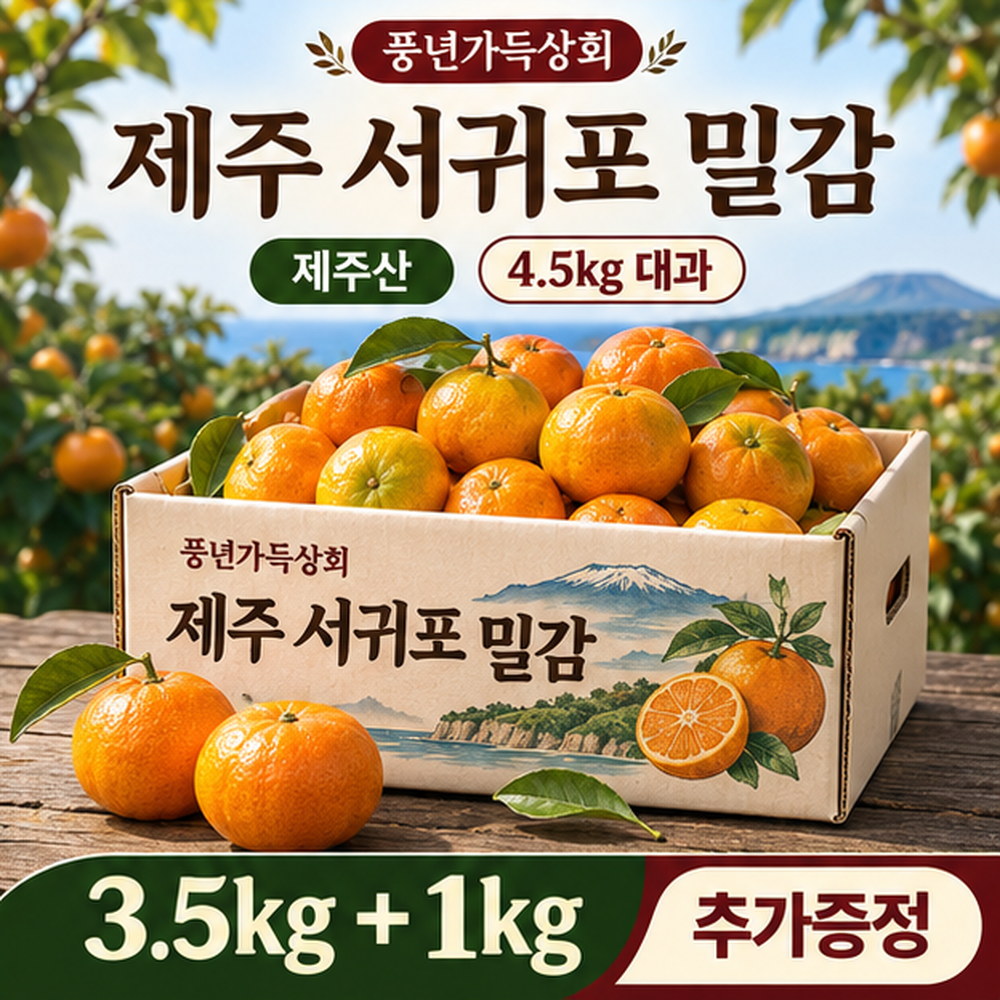 풍년가득상회
제주 서귀포 밀감
제주산
4.5kg 대과
풍년가득상회
제주 서귀포 밀감
3.5kg + 1kg
추가증정